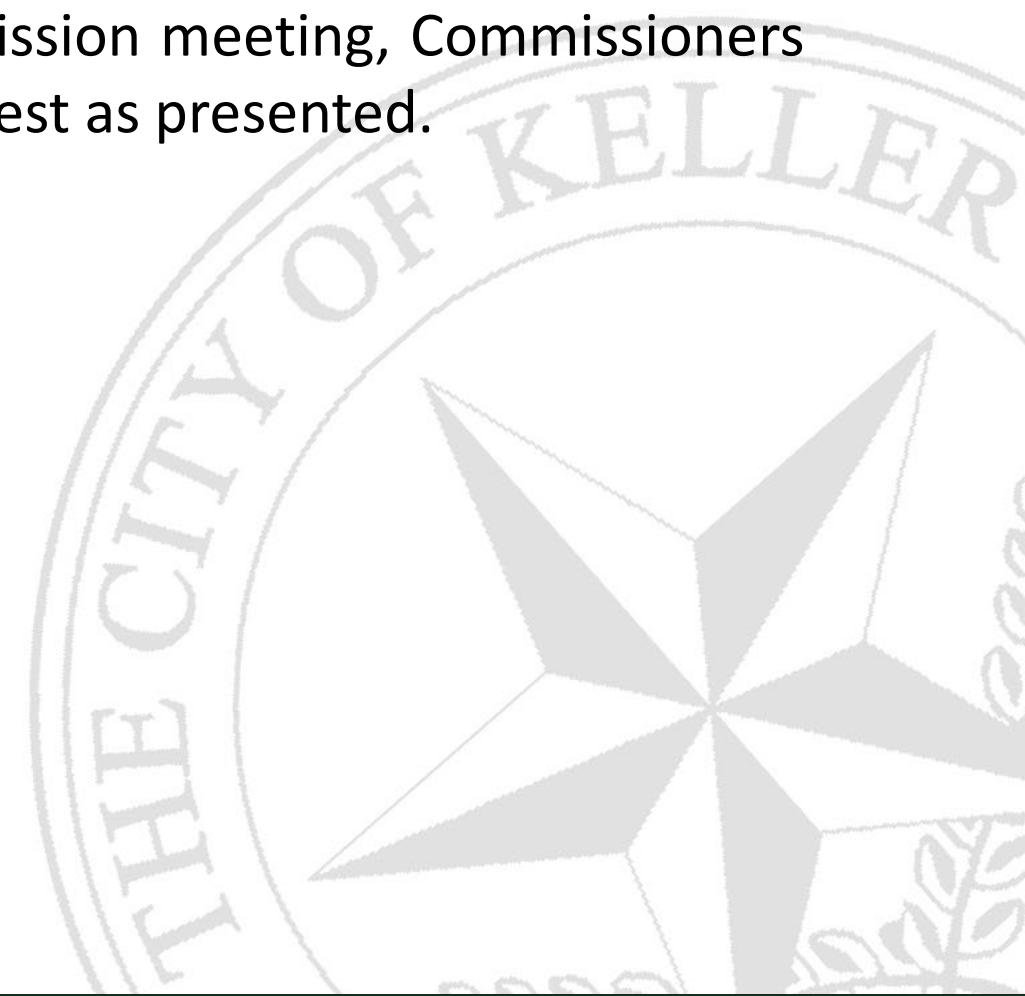 ission meeting, Commissioners
est as presented.
THE CITY OF KELLER